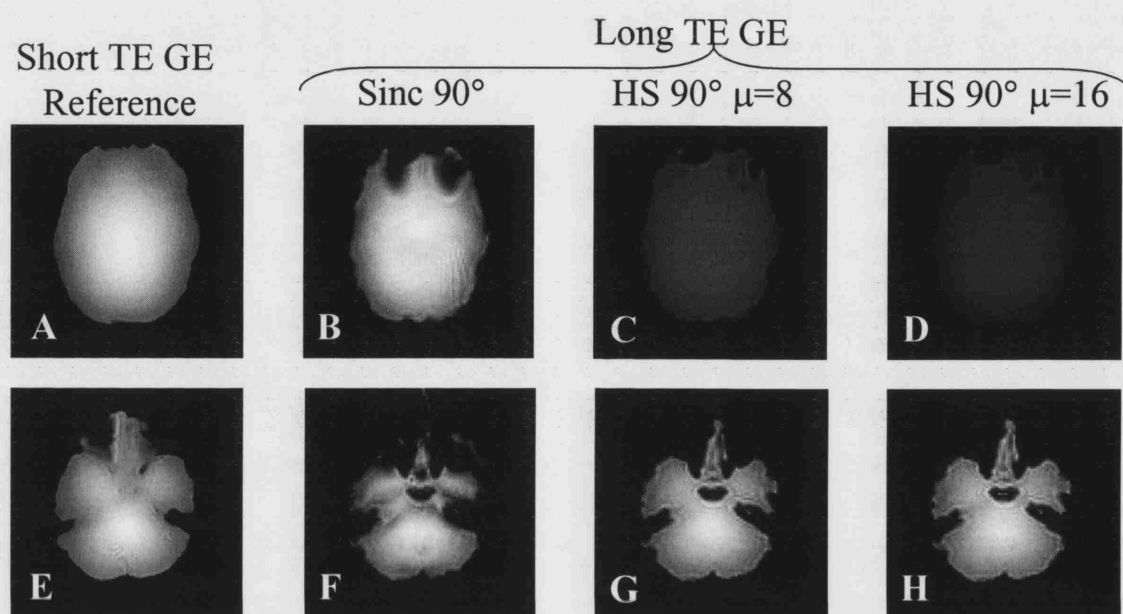 Long TE GE
Short TE GE
Reference
Sinc 90°
HS 90° μ=8
HS 90° μ=16
A
B
C
D
E
F
G
H